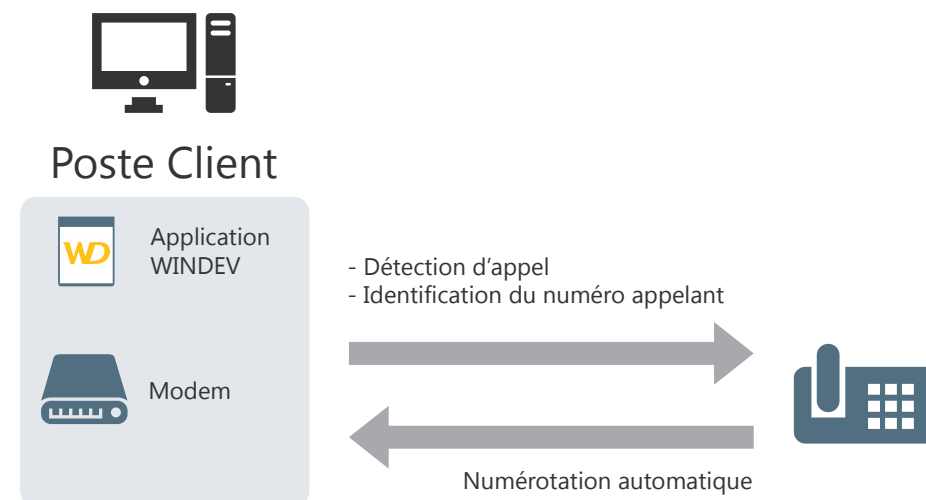 Poste Client
WD
Application
WINDEV
- Détection d’appel
- Identification du numéro appelant
Modem
Numérotation automatique